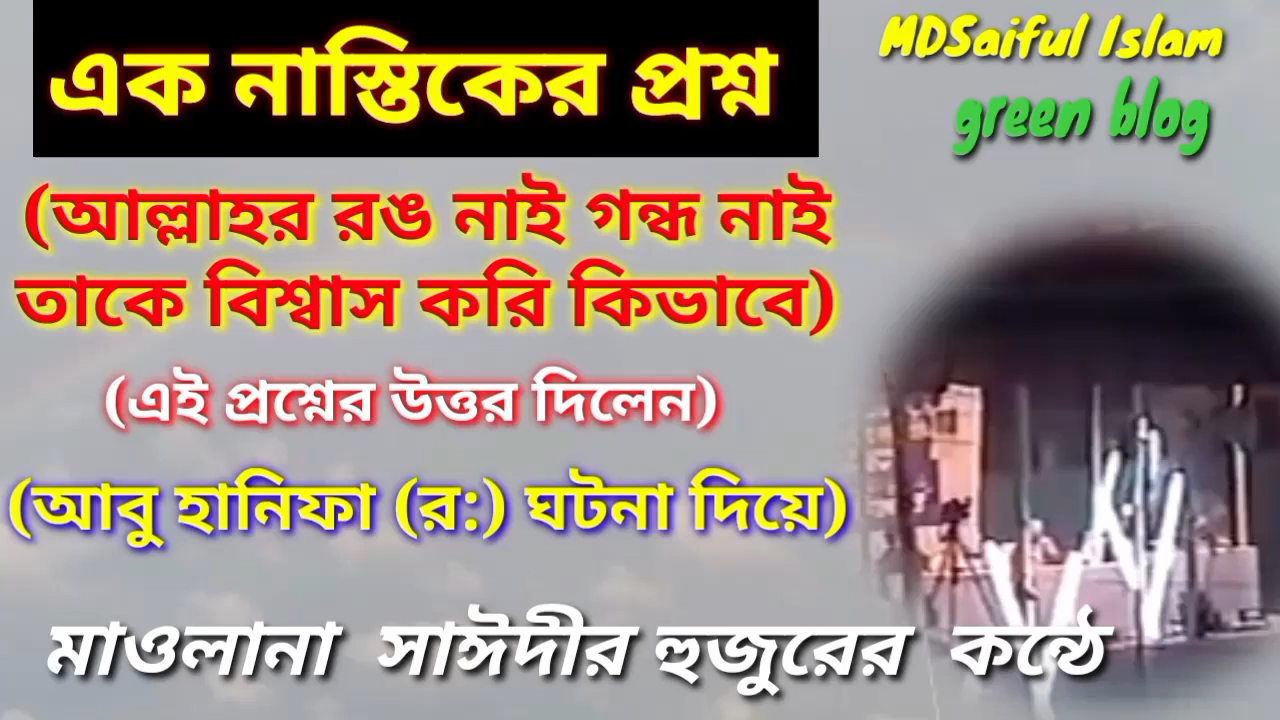 এক নাস্তিকের প্রশ্ন
MDSaiful Islam
green blog
(আল্লাহর রঙ নাই গন্ধ নাই
তাকে বিশ্বাস করি কিভাবে)
(এই প্রশ্নের উত্তর দিলেন)
(আবু হানিফা (র:) ঘটনা দিয়ে)
মাওলানা সাঈদীর হুজুরের কন্ঠে